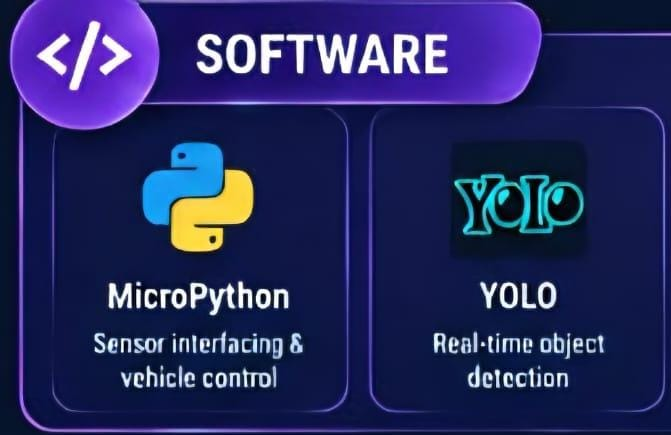 </> SOFTWARE
MicroPython
Sensor interfacing &
vehicle control
YOLO
YOLO
Real-time object
detection